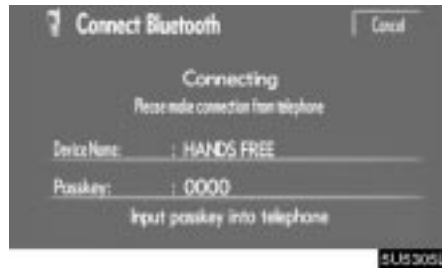 Connect Bluetooth
Cancel
Connecting
Please make connection from telephone
Device Name: : HANDS FREE
Passkey: : 0000
Input passkey into telephone
SUS305L